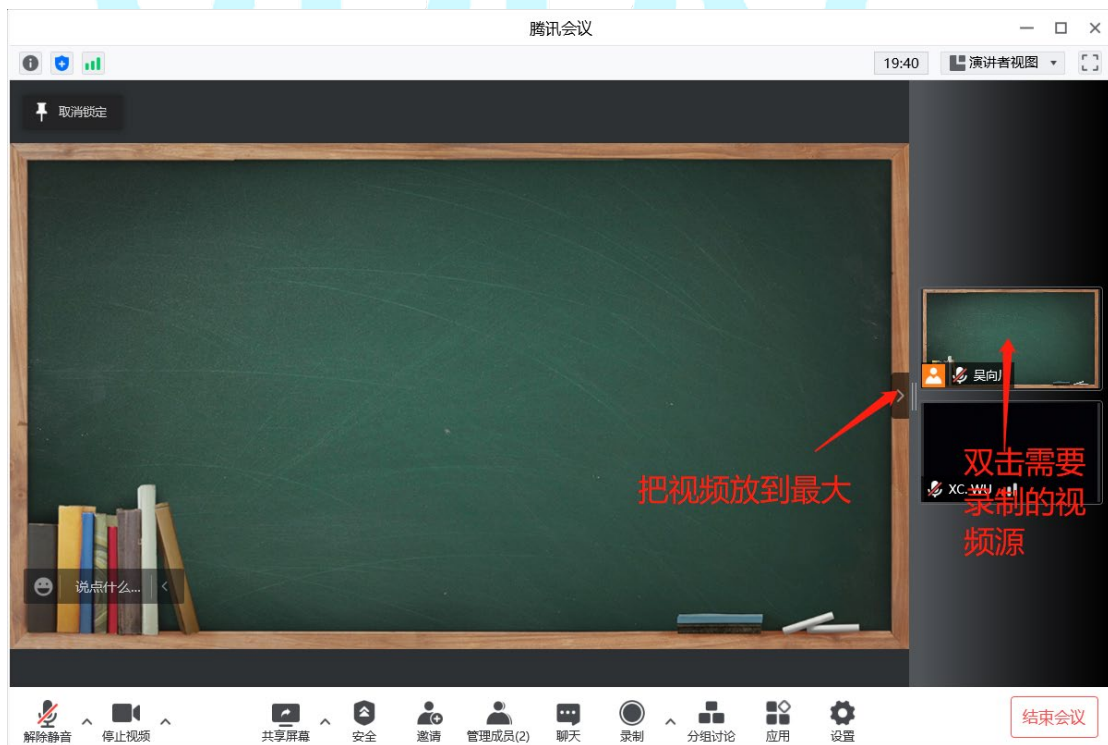 腾讯会议
19:40
演讲者视图
取消锁定
吴向
把视频放到最大
XC. WU
双击需要
录制的视
频源
说点什么...
解除静音
停止视频
共享屏幕
安全
邀请
管理成员(2)
聊天
录制
分组讨论
应用
设置
结束会议